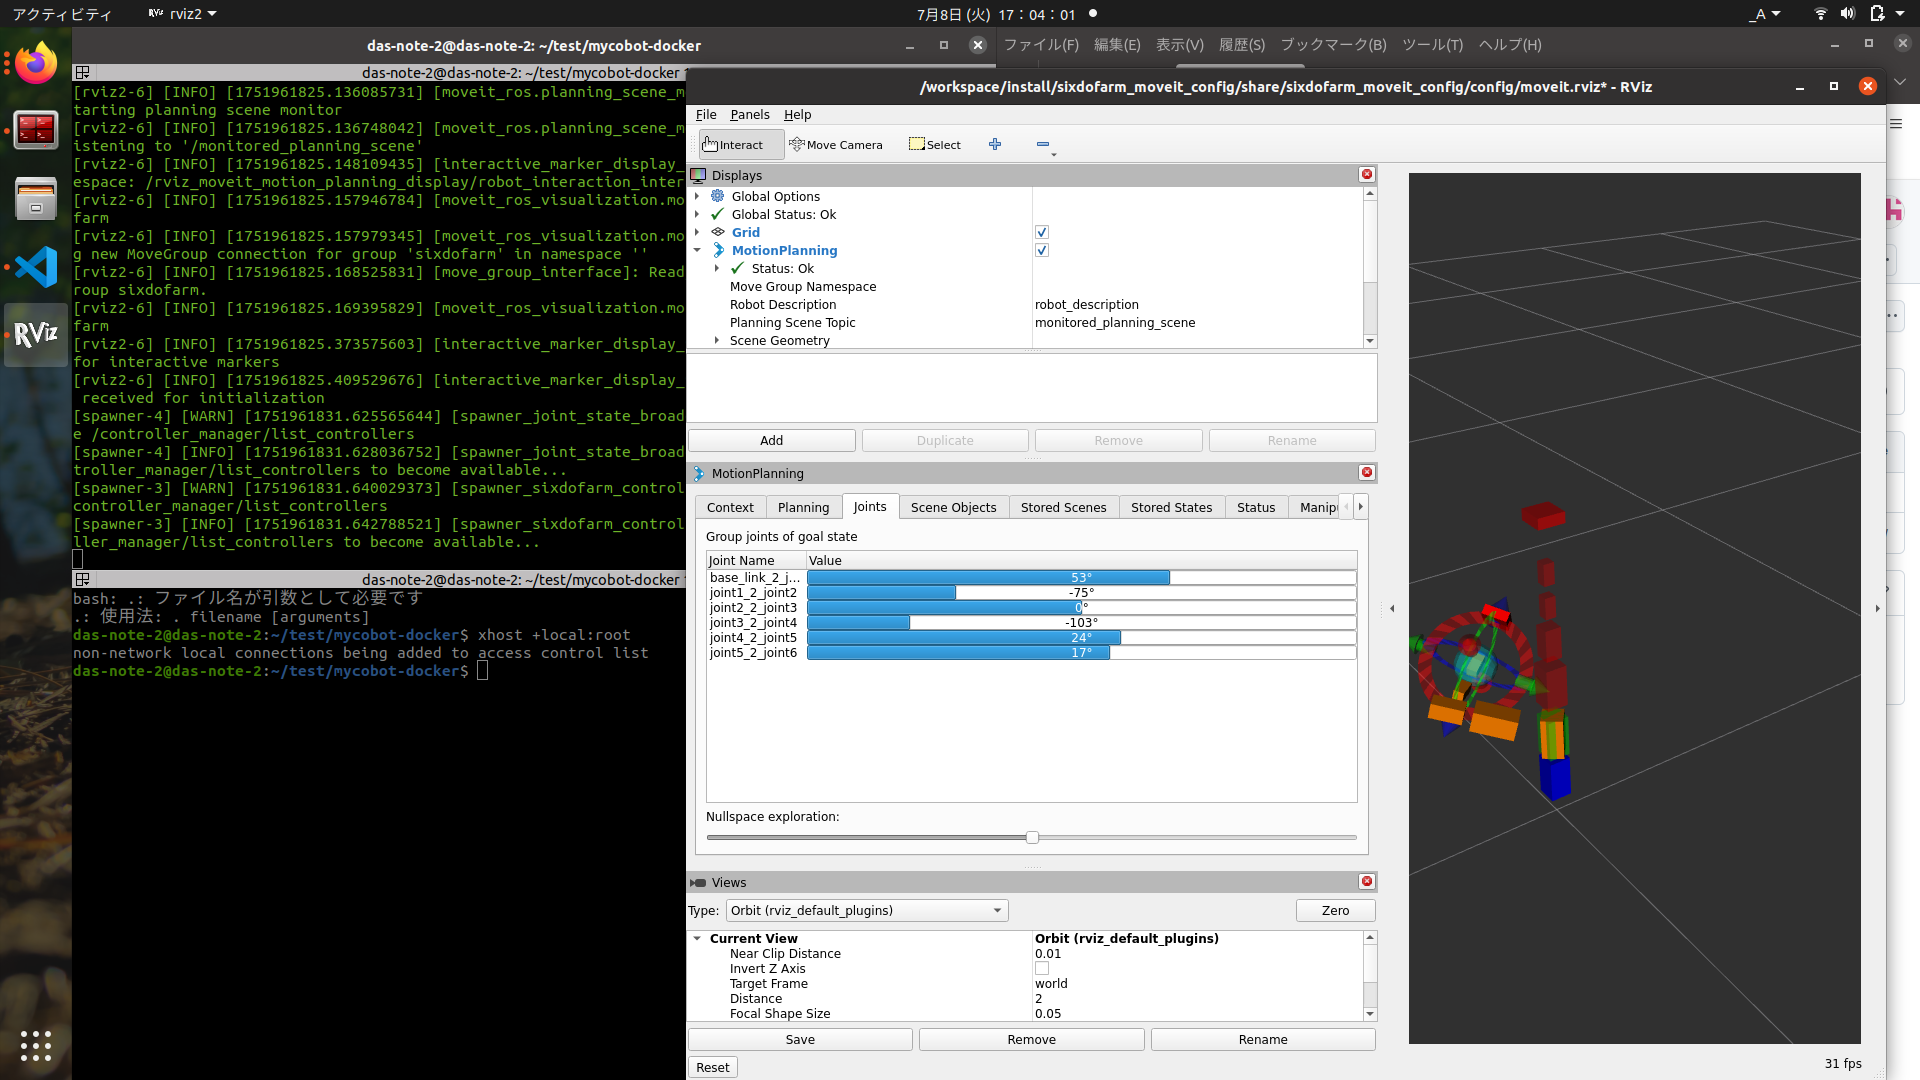 アクティビティ
rviz2
7月8日 (火) 17：04：01
_A
das-note-2@das-note-2: ~/test/mycobot-docker
ファイル(F) 編集(E) 表示(V) 履歴(S) ブックマーク(B) ツール(T) ヘルプ(H)
das-note-2@das-note-2: ~/test/mycobot-docker
[rviz2-6] [INFO] [1751961825.136085731] [moveit_ros.planning_scene_m
tarting planning scene monitor
[rviz2-6] [INFO] [1751961825.136748042] [moveit_ros.planning_scene_m
istening to '/monitored_planning_scene'
[rviz2-6] [INFO] [1751961825.148109435] [interactive_marker_display_
espace: /rviz_moveit_motion_planning_display/robot_interaction_inter
[rviz2-6] [INFO] [1751961825.157946784] [moveit_ros_visualization.mo
farm
[rviz2-6] [INFO] [1751961825.157979345] [moveit_ros_visualization.mo
g new MoveGroup connection for group 'sixdofarm' in namespace ''
[rviz2-6] [INFO] [1751961825.168525831] [move_group_interface]: Read
roup sixdofarm.
[rviz2-6] [INFO] [1751961825.169395829] [moveit_ros_visualization.mo
farm
[rviz2-6] [INFO] [1751961825.373575603] [interactive_marker_display_
for interactive markers
[rviz2-6] [INFO] [1751961825.409529676] [interactive_marker_display_
received for initialization
[spawner-4] [WARN] [1751961831.625565644] [spawner_joint_state_broad
e /controller_manager/list_controllers
[spawner-4] [INFO] [1751961831.628036752] [spawner_joint_state_broad
troller_manager/list_controllers to become available...
[spawner-3] [WARN] [1751961831.640029373] [spawner_sixdofarm_control
controller_manager/list_controllers
[spawner-3] [INFO] [1751961831.642788521] [spawner_sixdofarm_control
ller_manager/list_controllers to become available...
das-note-2@das-note-2: ~/test/mycobot-docker
bash: .: ファイル名が引数として必要です
.: 使用法: . filename [arguments]
das-note-2@das-note-2:~/test/mycobot-docker$ xhost +local:root
non-network local connections being added to access control list
das-note-2@das-note-2:~/test/mycobot-docker$
RViz
/workspace/install/sixdofarm_moveit_config/share/sixdofarm_moveit_config/config/moveit.rviz* - RViz
File Panels Help
Interact Move Camera Select
Displays
Global Options
Global Status: Ok
Grid
MotionPlanning
Status: Ok
Move Group Namespace
Robot Description robot_description
Planning Scene Topic monitored_planning_scene
Scene Geometry
Add Duplicate Remove Rename
MotionPlanning
Context Planning Joints Scene Objects Stored Scenes Stored States Status Manip
Group joints of goal state
Joint Name Value
base_link_2_j... 53°
joint1_2_joint2 -75°
joint2_2_joint3 0°
joint3_2_joint4 -103°
joint4_2_joint5 24°
joint5_2_joint6 17°
Nullspace exploration:
Views
Type: Orbit (rviz_default_plugins) Zero
Current View Orbit (rviz_default_plugins)
Near Clip Distance 0.01
Invert Z Axis
Target Frame world
Distance 2
Focal Shape Size 0.05
Save Remove Rename
Reset
31 fps